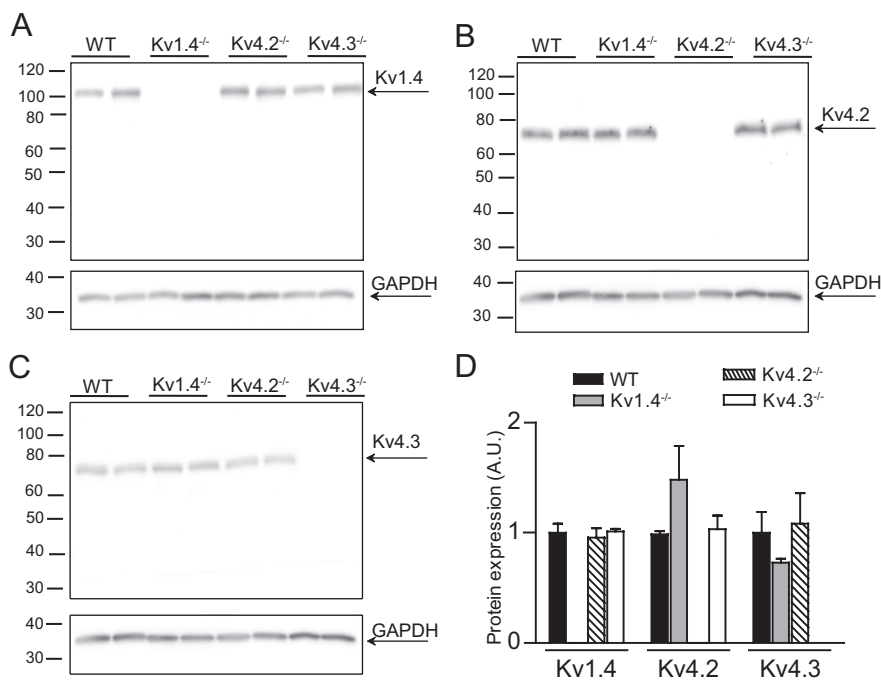 A
WT Kv1.4-/- Kv4.2-/- Kv4.3-/-
120
100
80
60
50
40
30
Kv1.4
40
30
GAPDH
B
WT Kv1.4-/- Kv4.2-/- Kv4.3-/-
120
100
80
60
50
40
30
Kv4.2
40
30
GAPDH
C
WT Kv1.4-/- Kv4.2-/- Kv4.3-/-
120
100
80
60
50
40
30
Kv4.3
40
30
GAPDH
D
WT Kv4.2-/-
Kv1.4-/- Kv4.3-/-
Protein expression (A.U.)
2
1
0
Kv1.4 Kv4.2 Kv4.3